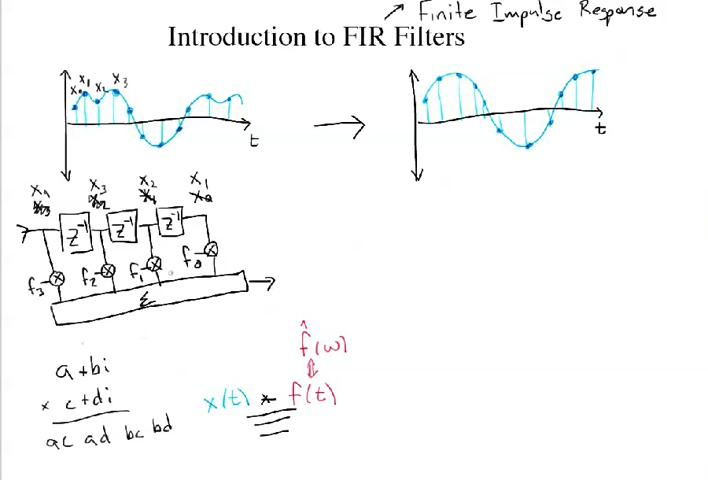 Finite Impulse Response
Introduction to FIR Filters
x₀ x₁ x₂ x₃
t
t
x₄ x₃ x₂ x₁
z⁻¹ z⁻¹ z⁻¹
f₃ f₂ f₁ f₀
Σ
f̂(ω)
a+bi
x c+di
x(t) * f(t)
ac ad bc bd